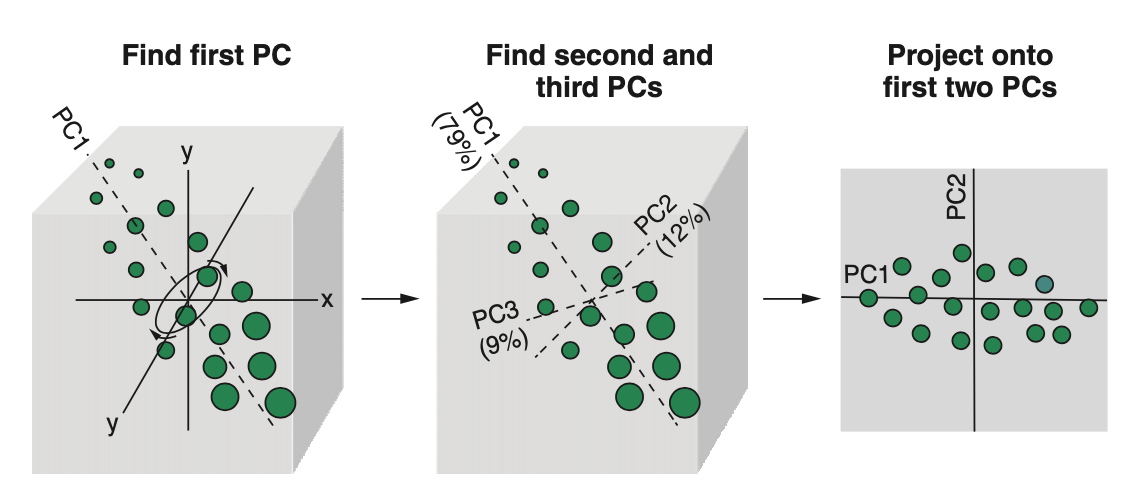 Find first PC
PC1
y
x
y
Find second and
third PCs
PC1
(79%)
PC2
(12%)
PC3
(9%)
Project onto
first two PCs
PC2
PC1